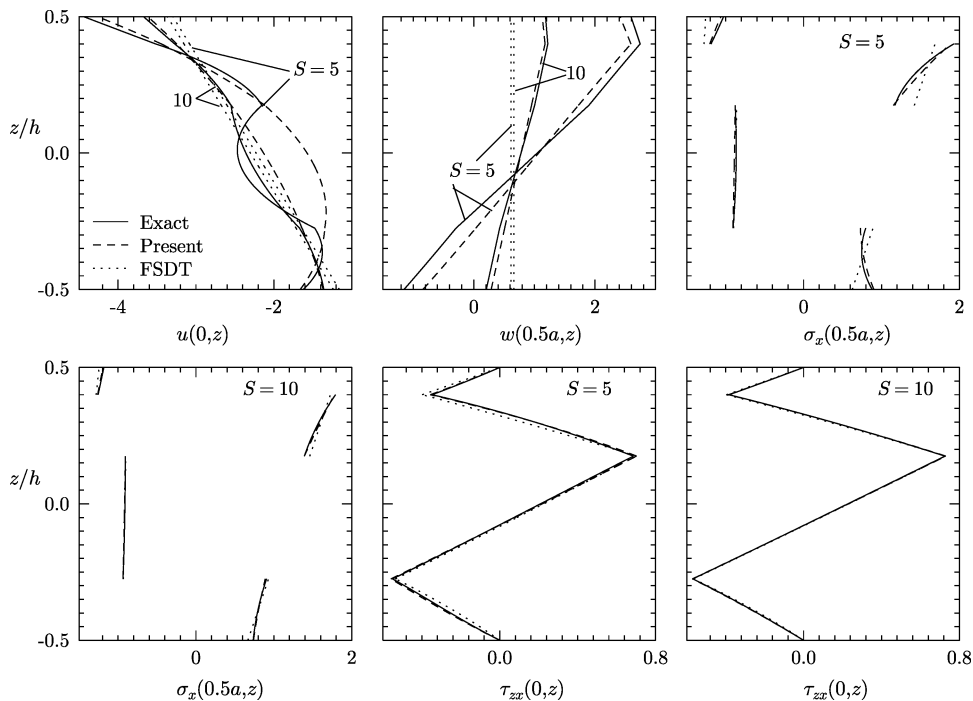 0.5
0.0
-0.5
z/h
S = 5
10
Exact
Present
FSDT
-4
-2
u(0,z)
10
S = 5
0
2
w(0.5a,z)
S = 5
0
2
σx(0.5a,z)
0.5
0.0
-0.5
z/h
S = 10
0
2
σx(0.5a,z)
S = 5
0.0
0.8
τzx(0,z)
S = 10
0.0
0.8
τzx(0,z)